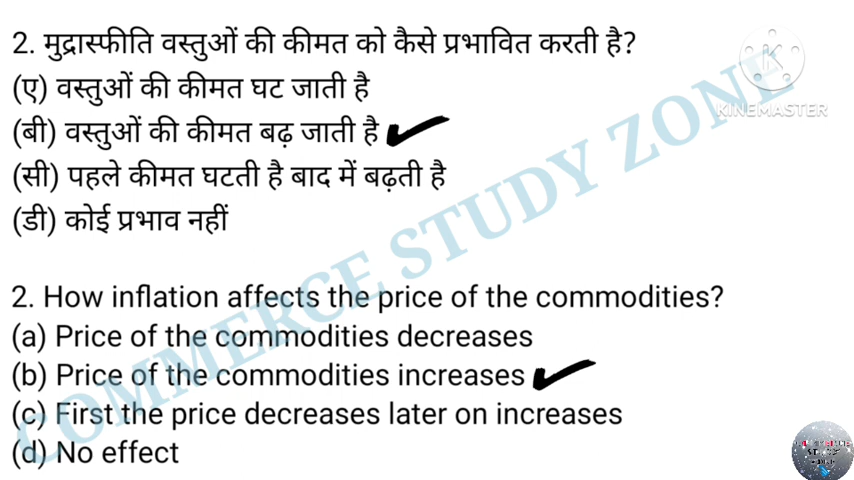 2. मुद्रास्फीति वस्तुओं की कीमत को कैसे प्रभावित करती है?
(ए) वस्तुओं की कीमत घट जाती है
(बी) वस्तुओं की कीमत बढ़ जाती है
(सी) पहले कीमत घटती है बाद में बढ़ती है
(डी) कोई प्रभाव नहीं
2. How inflation affects the price of the commodities?
(a) Price of the commodities decreases
(b) Price of the commodities increases
(c) First the price decreases later on increases
(d) No effect
COMMERCE STUDY ZONE
K
KINEMASTER